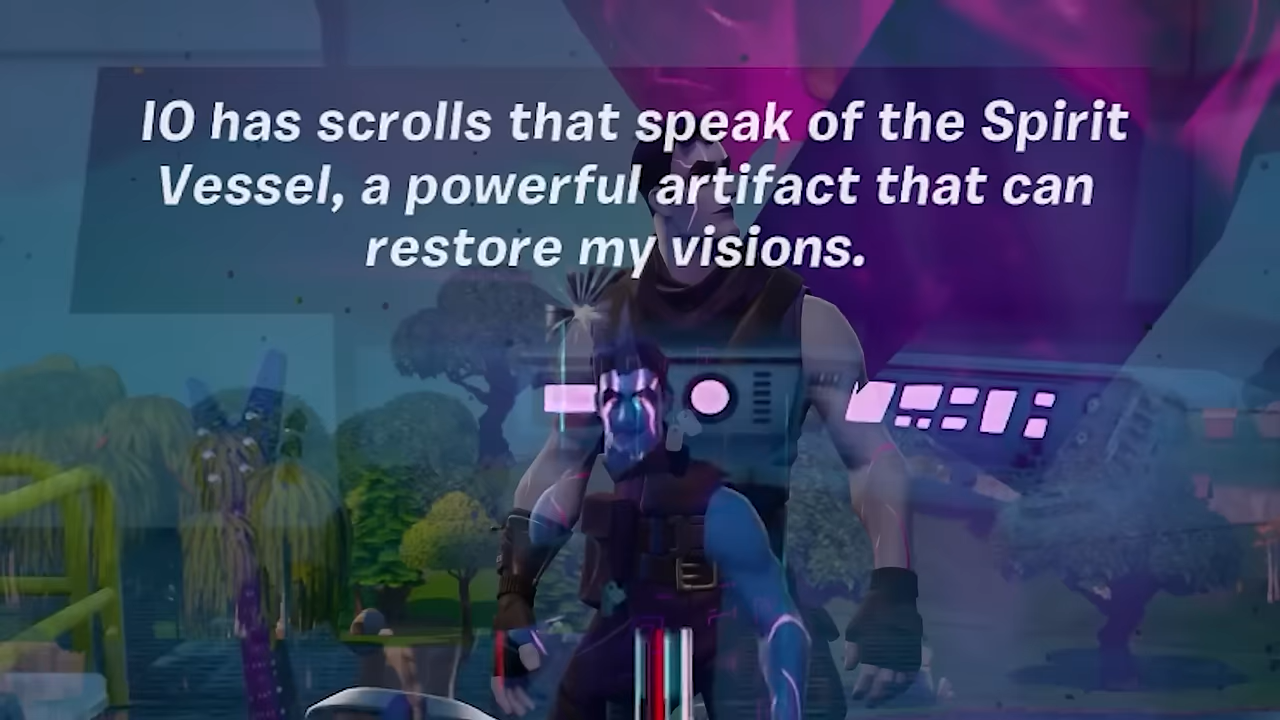 IO has scrolls that speak of the Spirit
Vessel, a powerful artifact that can
restore my visions.